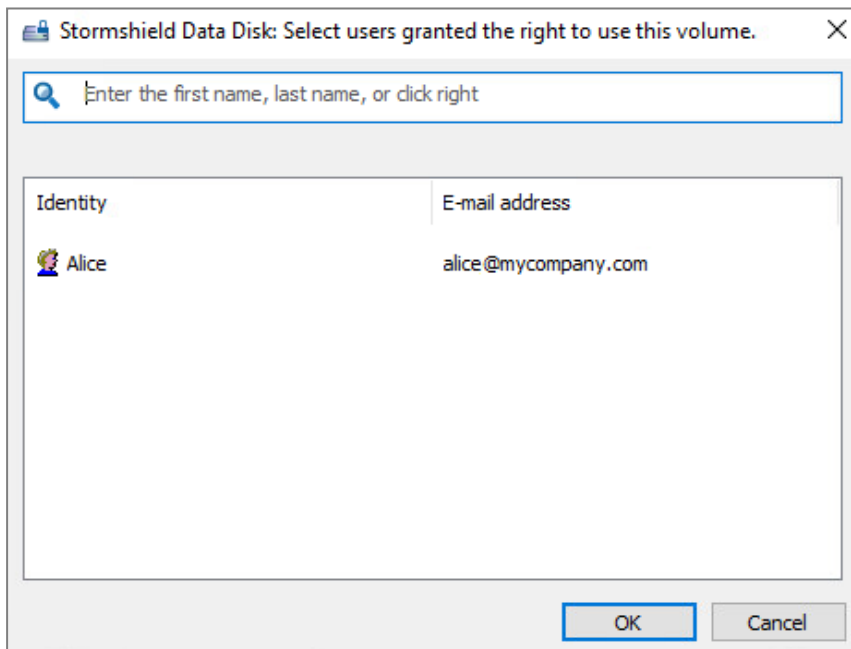 Stormshield Data Disk: Select users granted the right to use this volume.
Enter the first name, last name, or click right
Identity E-mail address
Alice alice@mycompany.com
OK Cancel